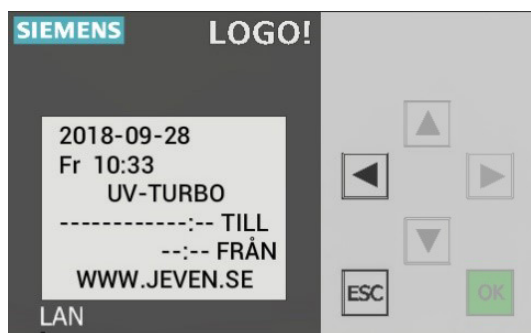 SIEMENS
LOGO!
2018-09-28
Fr 10:33
UV-TURBO
------------:-- TILL
--:-- FRÅN
WWW.JEVEN.SE
ESC
OK
LAN